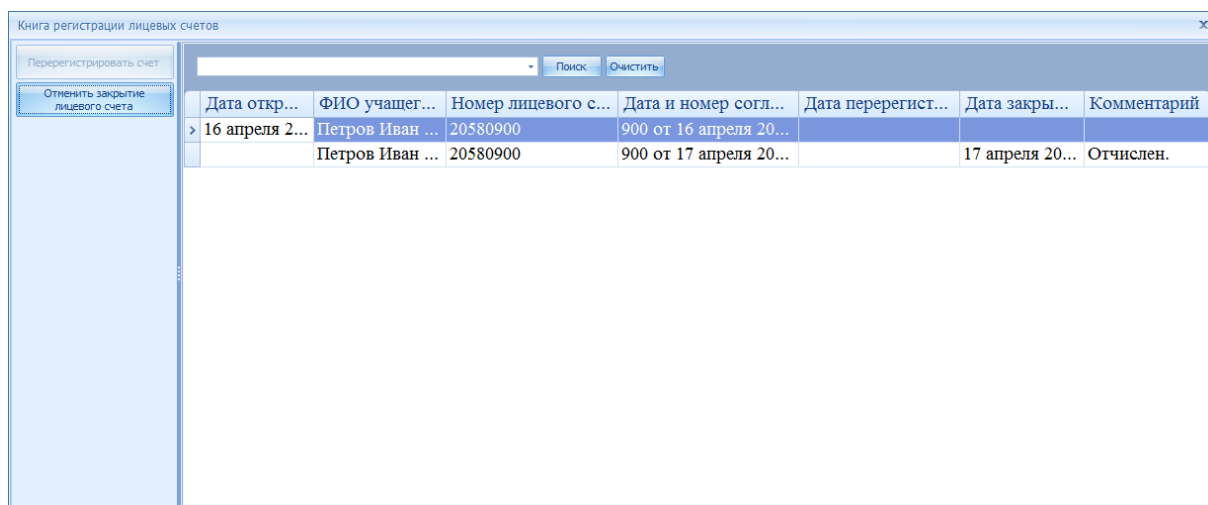 Книга регистрации лицевых счетов x
Перерегистрировать счет
Отменить закрытие
лицевого счета
Поиск Очистить
Дата откр... ФИО учащег... Номер лицевого с... Дата и номер согл... Дата перерегист... Дата закры... Комментарий
16 апреля 2... Петров Иван ... 20580900 900 от 16 апреля 20...
Петров Иван ... 20580900 900 от 17 апреля 20... 17 апреля 20... Отчислен.